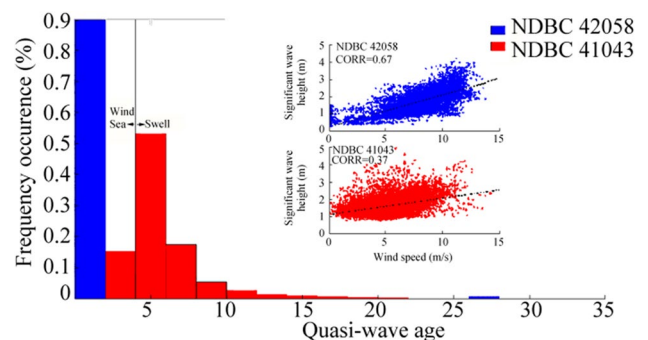 NDBC 42058
NDBC 41043
Frequency occurence (%)
0.9
0.8
0.7
0.6
0.5
0.4
0.3
0.2
0.1
0
Wind
Sea Swell
5 10 15 20 25 30 35
Quasi-wave age
NDBC 42058
CORR=0.67
Significant wave
height (m)
5
4
3
2
1
0
0 5 10 15
NDBC 41043
CORR=0.37
Significant wave
height (m)
5
4
3
2
1
0
0 5 10 15
Wind speed (m/s)